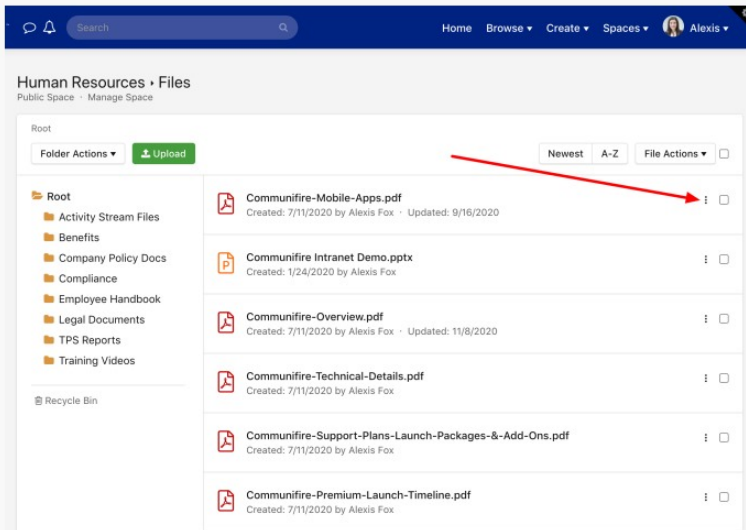 Search
Home Browse Create Spaces Alexis
Human Resources › Files
Public Space · Manage Space
Root
Folder Actions Upload
Newest A-Z File Actions
Root
Activity Stream Files
Benefits
Company Policy Docs
Compliance
Employee Handbook
Legal Documents
TPS Reports
Training Videos
Recycle Bin
Communifire-Mobile-Apps.pdf
Created: 7/11/2020 by Alexis Fox · Updated: 9/16/2020
P
Communifire Intranet Demo.pptx
Created: 1/24/2020 by Alexis Fox
Communifire-Overview.pdf
Created: 7/11/2020 by Alexis Fox · Updated: 11/8/2020
Communifire-Technical-Details.pdf
Created: 7/11/2020 by Alexis Fox
Communifire-Support-Plans-Launch-Packages-&-Add-Ons.pdf
Created: 7/11/2020 by Alexis Fox
Communifire-Premium-Launch-Timeline.pdf
Created: 7/11/2020 by Alexis Fox